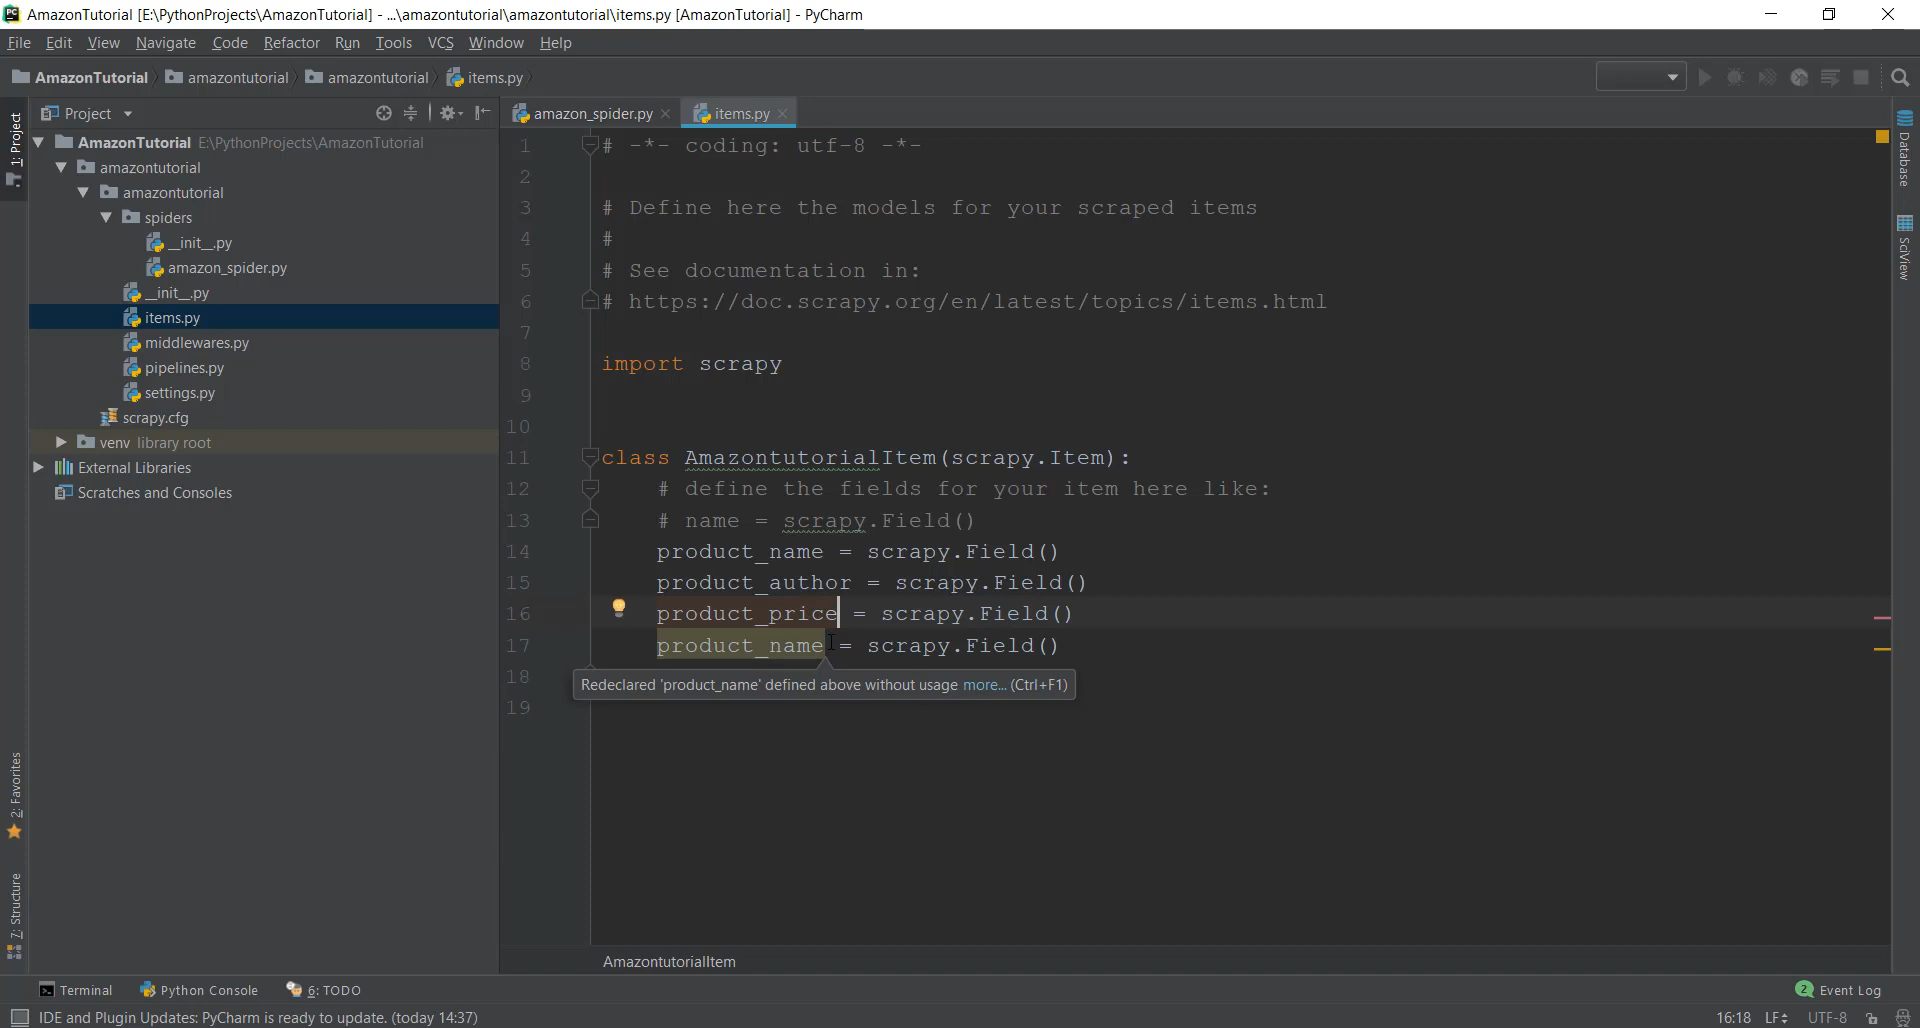 AmazonTutorial [E:\PythonProjects\AmazonTutorial] - ...\amazontutorial\amazontutorial\items.py [AmazonTutorial] - PyCharm
File Edit View Navigate Code Refactor Run Tools VCS Window Help
AmazonTutorial amazontutorial amazontutorial items.py
Project
amazon_spider.py
items.py
1: Project
AmazonTutorial E:\PythonProjects\AmazonTutorial
amazontutorial
amazontutorial
spiders
__init__.py
amazon_spider.py
__init__.py
items.py
middlewares.py
pipelines.py
settings.py
scrapy.cfg
venv library root
External Libraries
Scratches and Consoles
2: Favorites
7: Structure
1 # -*- coding: utf-8 -*-
2
3 # Define here the models for your scraped items
4 #
5 # See documentation in:
6 # https://doc.scrapy.org/en/latest/topics/items.html
7
8 import scrapy
9
10
11 class AmazontutorialItem(scrapy.Item):
12 # define the fields for your item here like:
13 # name = scrapy.Field()
14 product_name = scrapy.Field()
15 product_author = scrapy.Field()
16 product_price = scrapy.Field()
17 product_name = scrapy.Field()
18
Redeclared 'product_name' defined above without usage more... (Ctrl+F1)
19
Database
SciView
AmazontutorialItem
Terminal Python Console 6: TODO
2 Event Log
IDE and Plugin Updates: PyCharm is ready to update. (today 14:37)
16:18 LF UTF-8